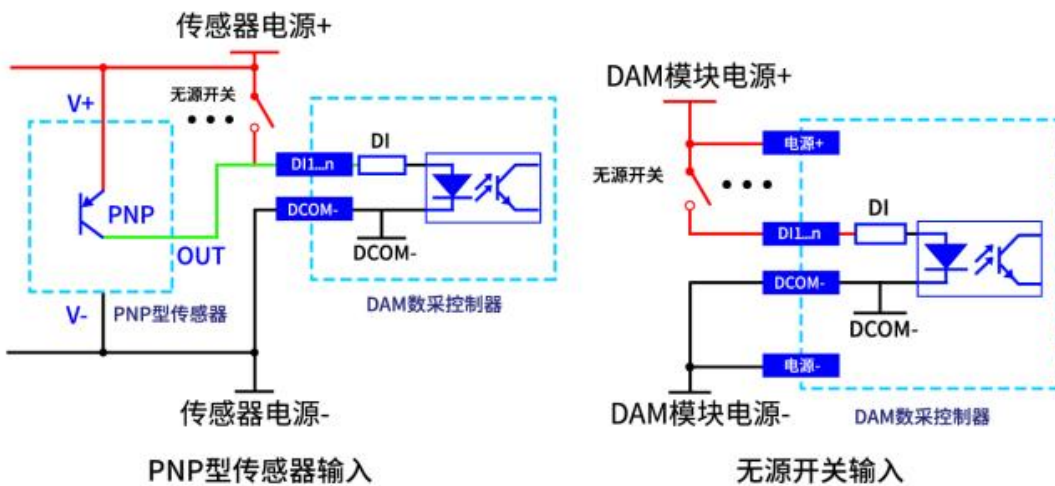 传感器电源+
V+
无源开关
•••
DI
DI1...n
PNP
DCOM-
OUT
DCOM-
V-
PNP型传感器
DAM数采控制器
传感器电源-
PNP型传感器输入
DAM模块电源+
电源+
无源开关
•••
DI
DI1...n
DCOM-
DCOM-
电源-
DAM模块电源-
DAM数采控制器
无源开关输入